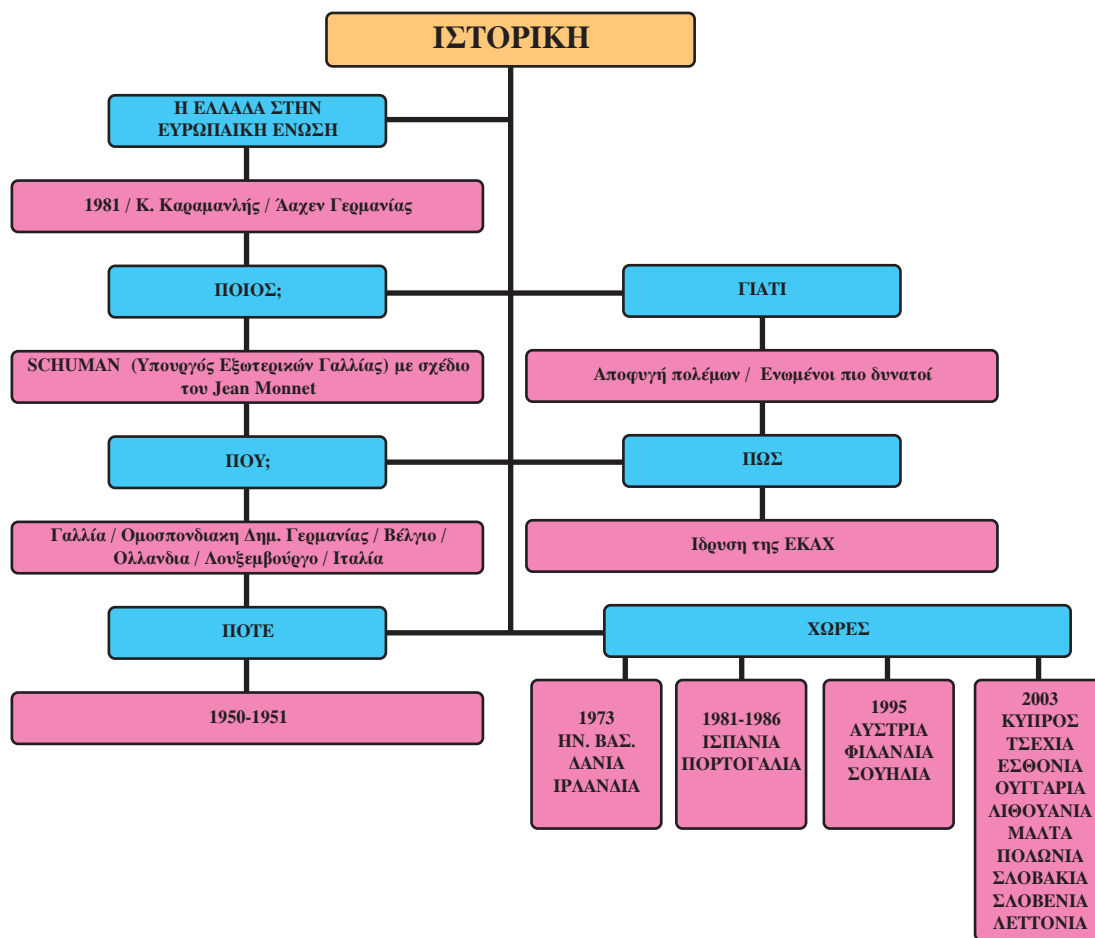 ΙΣΤΟΡΙΚΗ
Η ΕΛΛΑΔΑ ΣΤΗΝ
ΕΥΡΩΠΑΙΚΗ ΕΝΩΣΗ
1981 / Κ. Καραμανλής / Άαχεν Γερμανίας
ΠΟΙΟΣ;
SCHUMAN (Υπουργός Εξωτερικών Γαλλίας) με σχέδιο
του Jean Monnet
ΠΟΥ;
Γαλλία / Ομοσπονδιακη Δημ. Γερμανίας / Βέλγιο /
Ολλανδια / Λουξεμβούργο / Ιταλία
ΠΟΤΕ
1950-1951
ΓΙΑΤΙ
Αποφυγή πολέμων / Ενωμένοι πιο δυνατοί
ΠΩΣ
Ιδρυση της ΕΚΑΧ
ΧΩΡΕΣ
1973
ΗΝ. ΒΑΣ.
ΔΑΝΙΑ
ΙΡΛΑΝΔΙΑ
1981-1986
ΙΣΠΑΝΙΑ
ΠΟΡΤΟΓΑΛΙΑ
1995
ΑΥΣΤΡΙΑ
ΦΙΛΑΝΔΙΑ
ΣΟΥΗΔΙΑ
2003
ΚΥΠΡΟΣ
ΤΣΕΧΙΑ
ΕΣΘΟΝΙΑ
ΟΥΓΓΑΡΙΑ
ΛΙΘΟΥΑΝΙΑ
ΜΑΛΤΑ
ΠΟΛΩΝΙΑ
ΣΛΟΒΑΚΙΑ
ΣΛΟΒΕΝΙΑ
ΛΕΤΤΟΝΙΑ